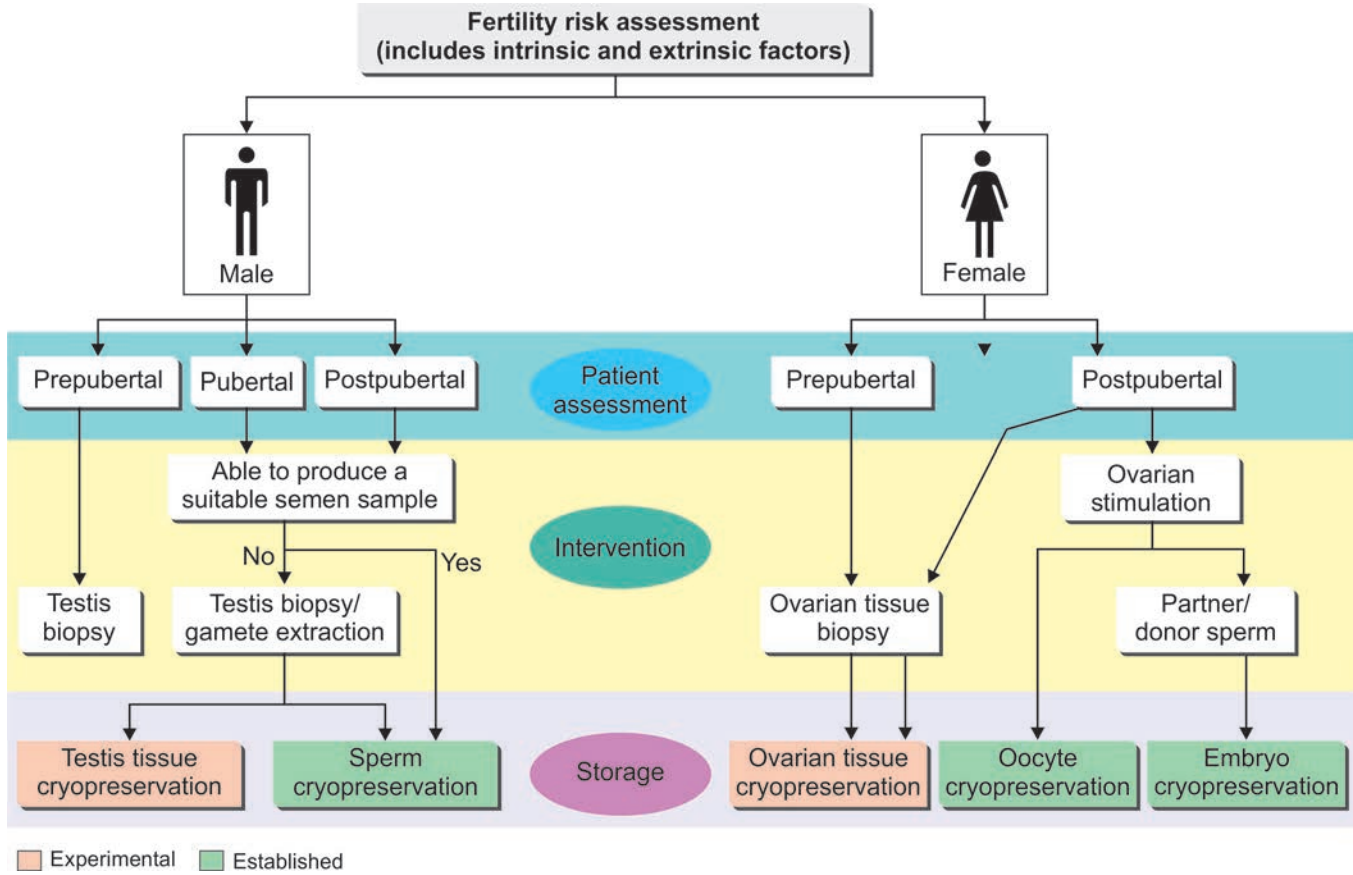 Fertility risk assessment
(includes intrinsic and extrinsic factors)
Male
Female
Prepubertal
Pubertal
Postpubertal
Patient
assessment
Prepubertal
Postpubertal
Able to produce a
suitable semen sample
Ovarian
stimulation
No
Yes
Intervention
Testis
biopsy
Testis biopsy/
gamete extraction
Ovarian tissue
biopsy
Partner/
donor sperm
Testis tissue
cryopreservation
Sperm
cryopreservation
Storage
Ovarian tissue
cryopreservation
Oocyte
cryopreservation
Embryo
cryopreservation
Experimental
Established